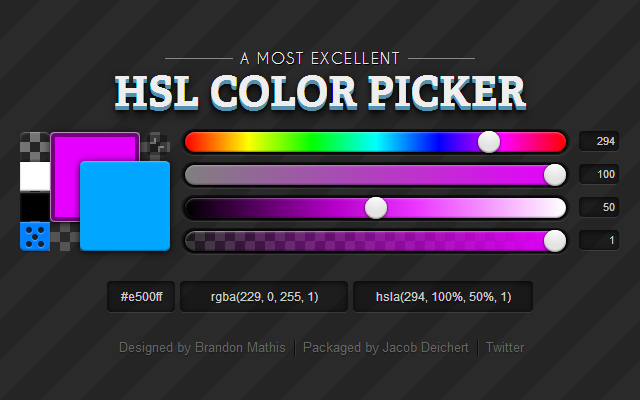 A MOST EXCELLENT
HSL COLOR PICKER
294
100
50
1
#e500ff rgba(229, 0, 255, 1) hsla(294, 100%, 50%, 1)
Designed by Brandon Mathis | Packaged by Jacob Deichert | Twitter